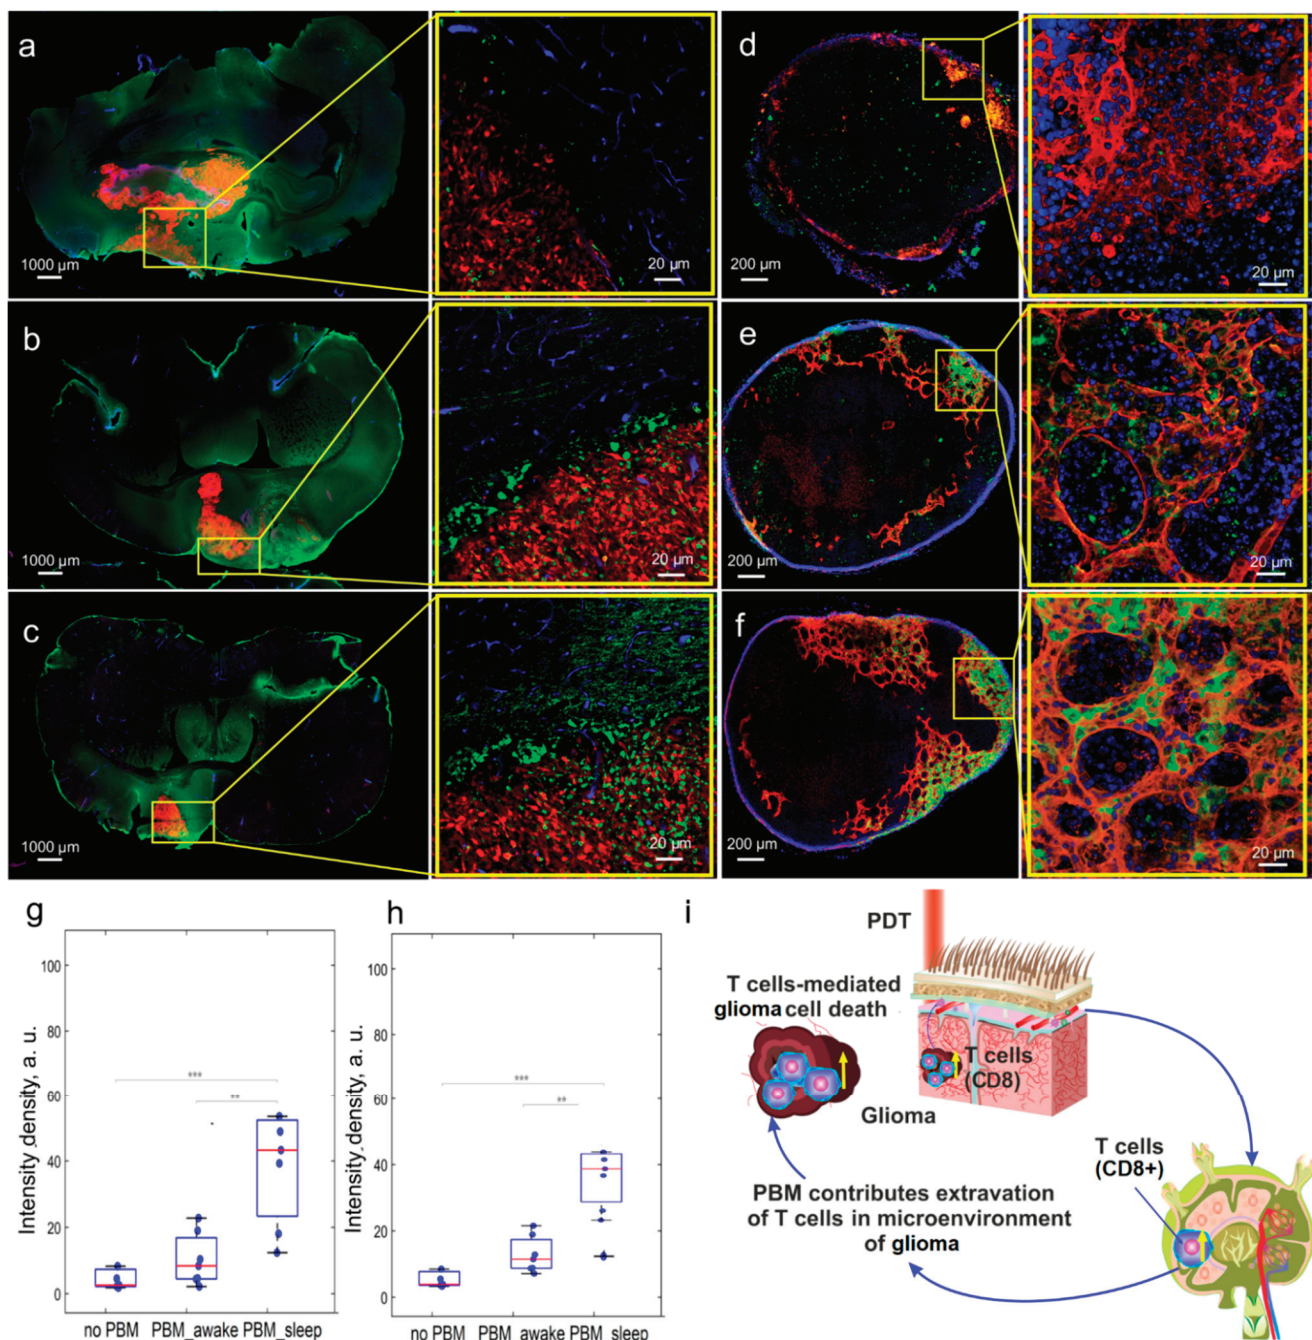 a
1000 µm
20 µm
d
200 µm
20 µm
b
1000 µm
20 µm
e
200 µm
20 µm
c
1000 µm
20 µm
f
200 µm
20 µm
g
Intensity density, a. u.
100
80
60
40
20
0
***
**
no PBM
PBM_awake
PBM_sleep
h
Intensity density, a. u.
100
80
60
40
20
0
***
**
no PBM
PBM_awake
PBM_sleep
i
PDT
T cells-mediated
glioma cell death
T cells
(CD8)
Glioma
T cells
(CD8+)
PBM contributes extravation
of T cells in microenvironment
of glioma